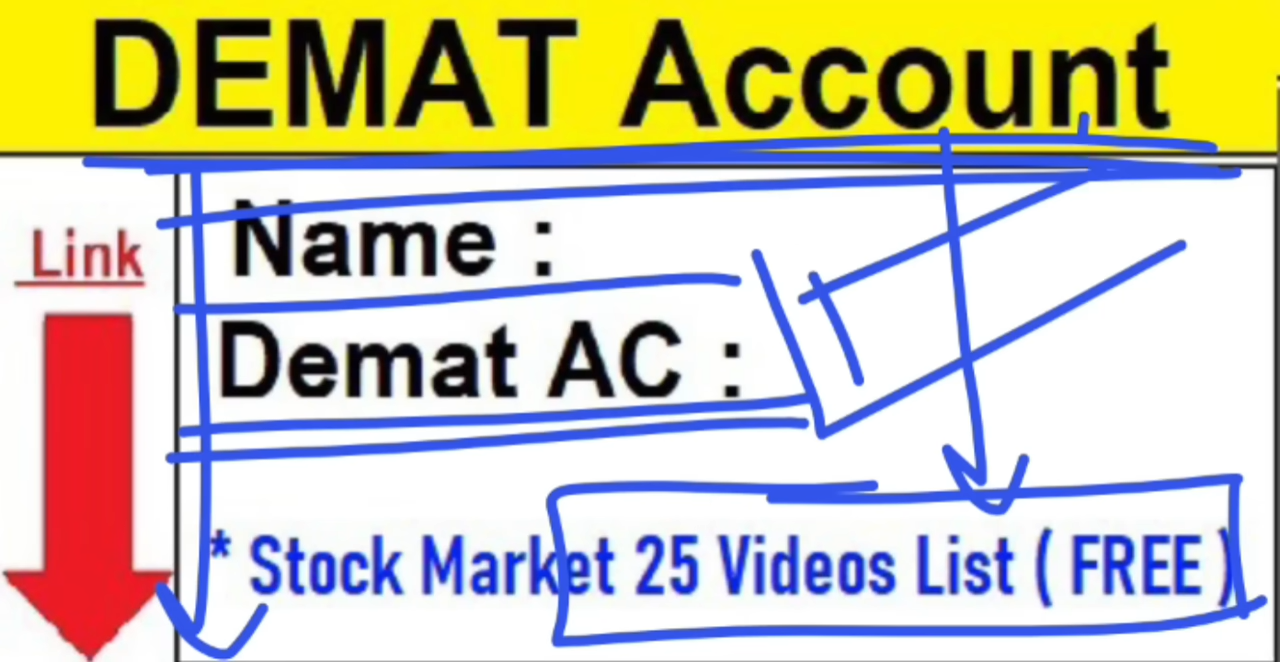 DEMAT Account
Link
Name :
Demat AC :
* Stock Market 25 Videos List ( FREE )